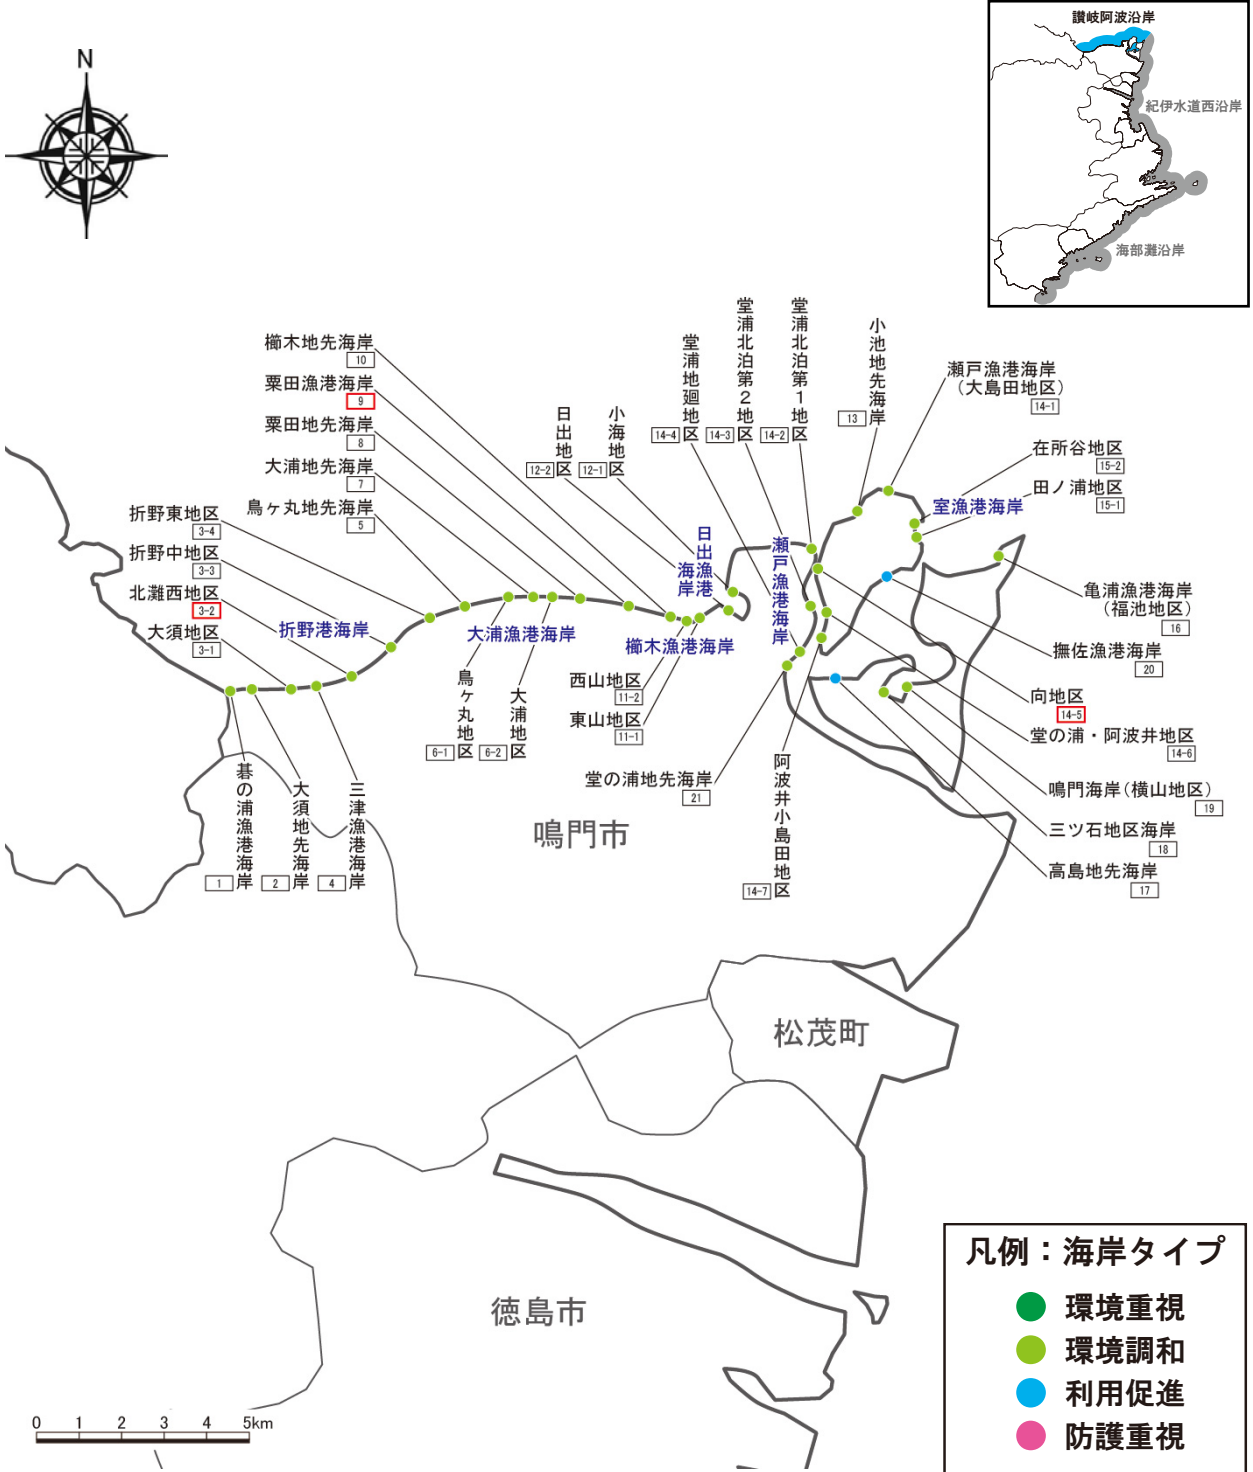 N
讃岐阿波沿岸
紀伊水道西沿岸
海部灘沿岸
櫛木地先海岸
10
粟田漁港海岸
9
粟田地先海岸
8
大浦地先海岸
7
鳥ヶ丸地先海岸
5
折野東地区
3-4
折野中地区
3-3
北灘西地区
3-2
大須地区
3-1
折野港海岸
大浦漁港海岸
櫛木漁港海岸
日出漁港
海岸
瀬戸漁港海岸
室漁港海岸
日出地区
12-2
小海地区
12-1
堂浦地廻地区
14-4
堂浦北泊第2地区
14-3
堂浦北泊第1地区
14-2
小池地先海岸
13
瀬戸漁港海岸
(大島田地区)
14-1
在所谷地区
15-2
田ノ浦地区
15-1
亀浦漁港海岸
(福池地区)
16
撫佐漁港海岸
20
向地区
14-5
堂の浦・阿波井地区
14-6
鳴門海岸(横山地区)
19
三ツ石地区海岸
18
高島地先海岸
17
碁の浦漁港海岸
1
大須地先海岸
2
三津漁港海岸
4
鳥ヶ丸地区
6-1
大浦地区
6-2
西山地区
11-2
東山地区
11-1
堂の浦地先海岸
21
阿波井小島田地区
14-7
鳴門市
松茂町
徳島市
凡例：海岸タイプ
環境重視
環境調和
利用促進
防護重視
0 1 2 3 4 5km